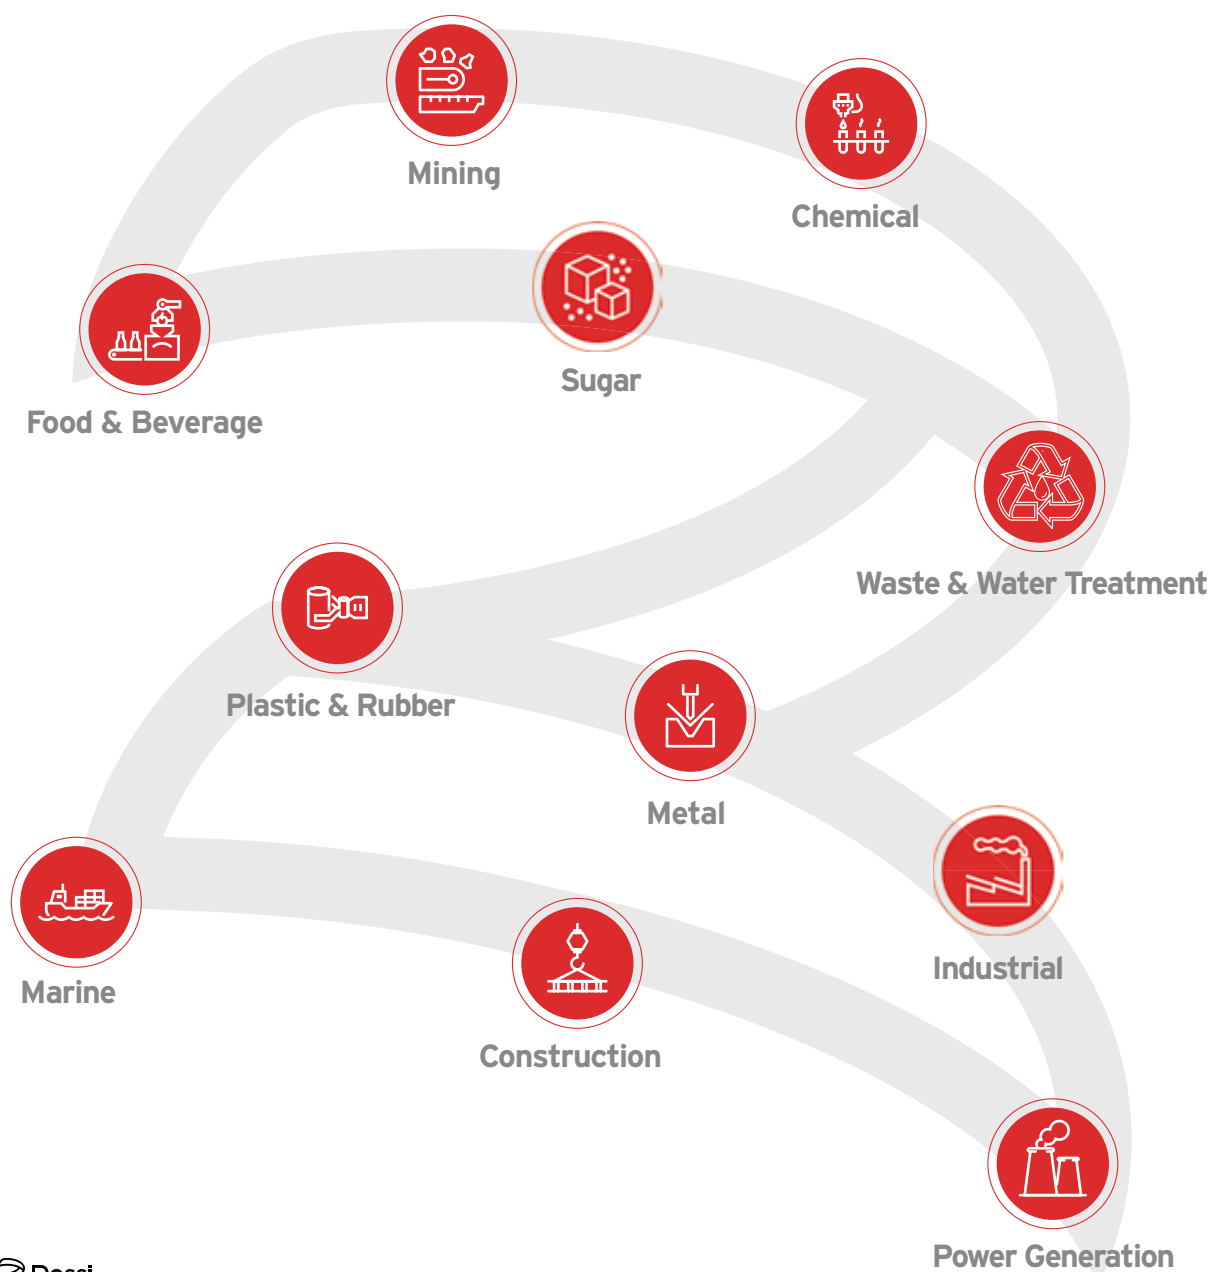 Mining
Chemical
Sugar
Food & Beverage
Waste & Water Treatment
Plastic & Rubber
Metal
Industrial
Marine
Construction
Power Generation